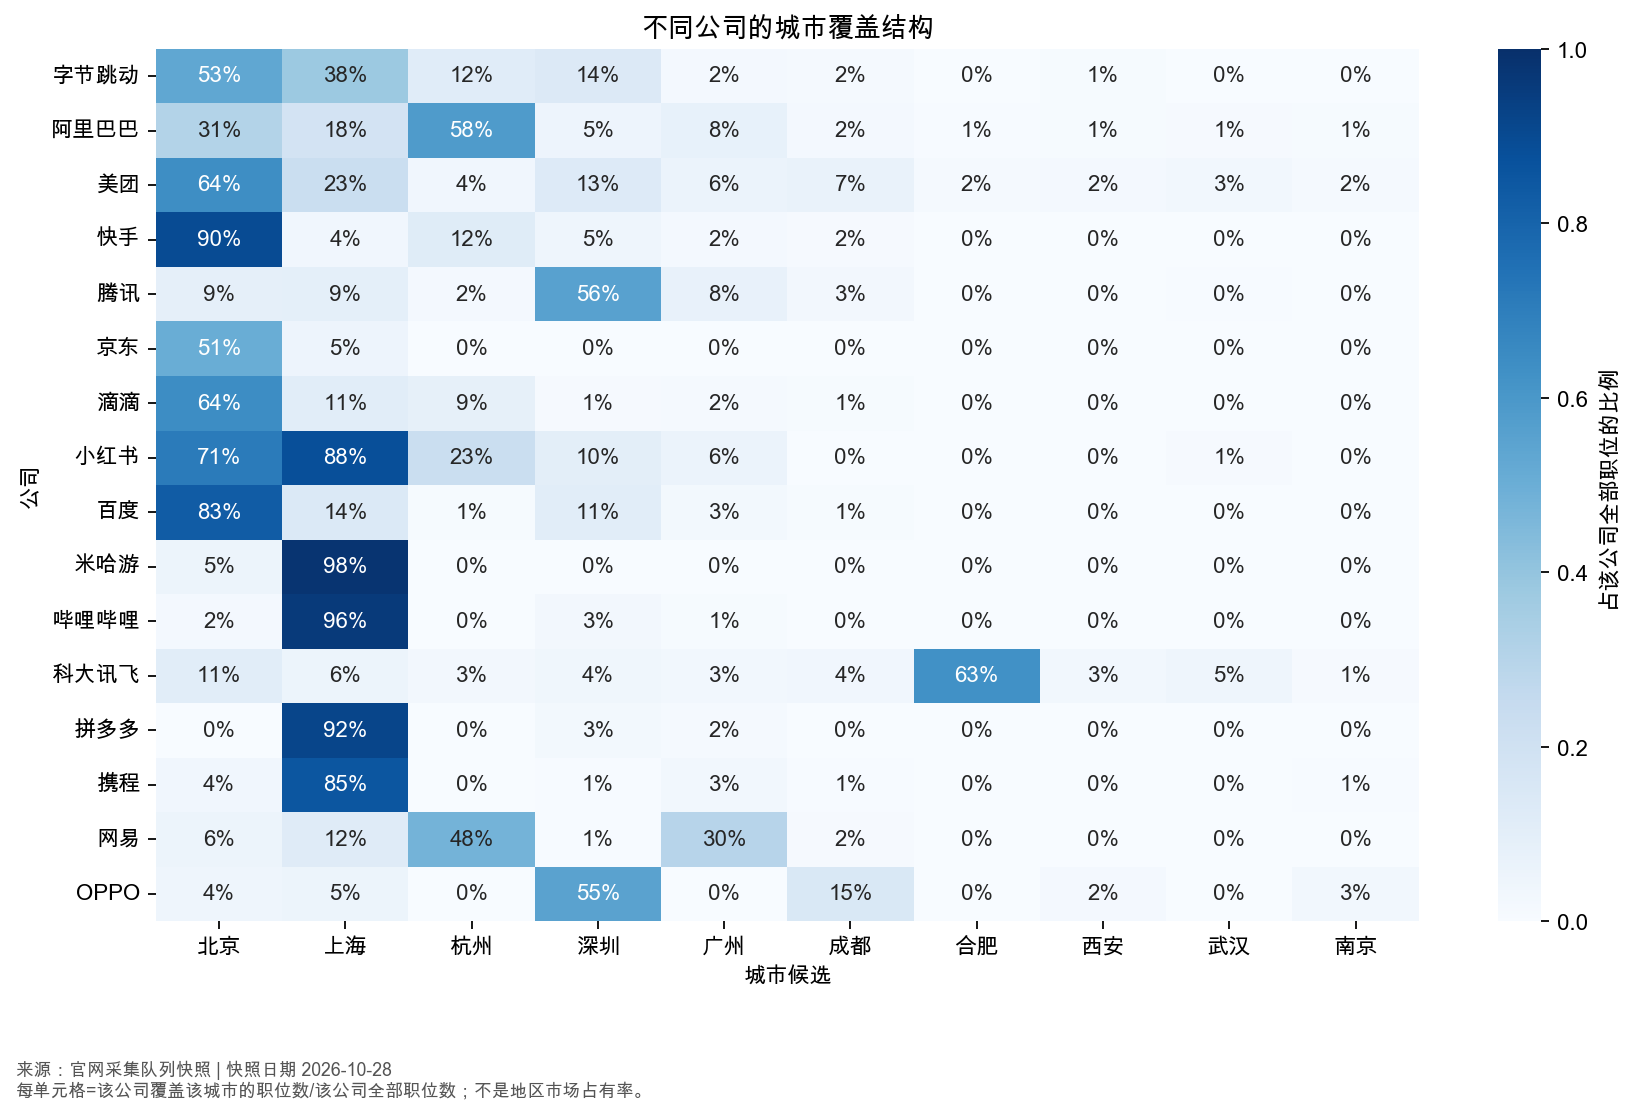 不同公司的城市覆盖结构
字节跳动 53% 38% 12% 14% 2% 2% 0% 1% 0% 0%
阿里巴巴 31% 18% 58% 5% 8% 2% 1% 1% 1% 1%
美团 64% 23% 4% 13% 6% 7% 2% 2% 3% 2%
快手 90% 4% 12% 5% 2% 2% 0% 0% 0% 0%
腾讯 9% 9% 2% 56% 8% 3% 0% 0% 0% 0%
京东 51% 5% 0% 0% 0% 0% 0% 0% 0% 0%
滴滴 64% 11% 9% 1% 2% 1% 0% 0% 0% 0%
小红书 71% 88% 23% 10% 6% 0% 0% 0% 1% 0%
百度 83% 14% 1% 11% 3% 1% 0% 0% 0% 0%
米哈游 5% 98% 0% 0% 0% 0% 0% 0% 0% 0%
哔哩哔哩 2% 96% 0% 3% 1% 0% 0% 0% 0% 0%
科大讯飞 11% 6% 3% 4% 3% 4% 63% 3% 5% 1%
拼多多 0% 92% 0% 3% 2% 0% 0% 0% 0% 0%
携程 4% 85% 0% 1% 3% 1% 0% 0% 0% 1%
网易 6% 12% 48% 1% 30% 2% 0% 0% 0% 0%
OPPO 4% 5% 0% 55% 0% 15% 0% 2% 0% 3%
北京 上海 杭州 深圳 广州 成都 合肥 西安 武汉 南京
城市候选
公司
1.0
0.8
0.6
0.4
0.2
0.0
占该公司全部职位的比例
来源：官网采集队列快照 | 快照日期 2026-10-28
每单元格=该公司覆盖该城市的职位数/该公司全部职位数；不是地区市场占有率。